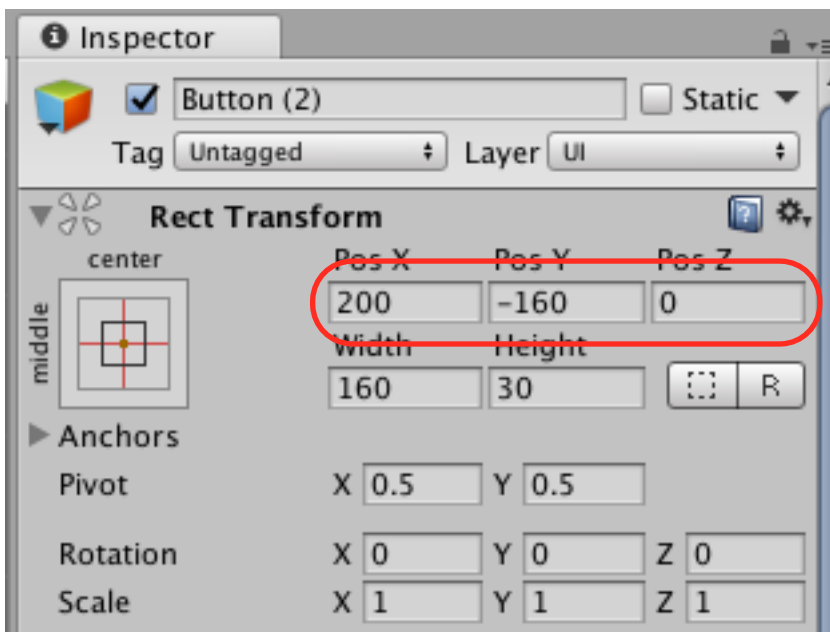 Inspector
Button (2) Static
Tag Untagged Layer UI
Rect Transform
center Pos X Pos Y Pos Z
middle 200 -160 0
Width Height
160 30 R
Anchors
Pivot X 0.5 Y 0.5
Rotation X 0 Y 0 Z 0
Scale X 1 Y 1 Z 1